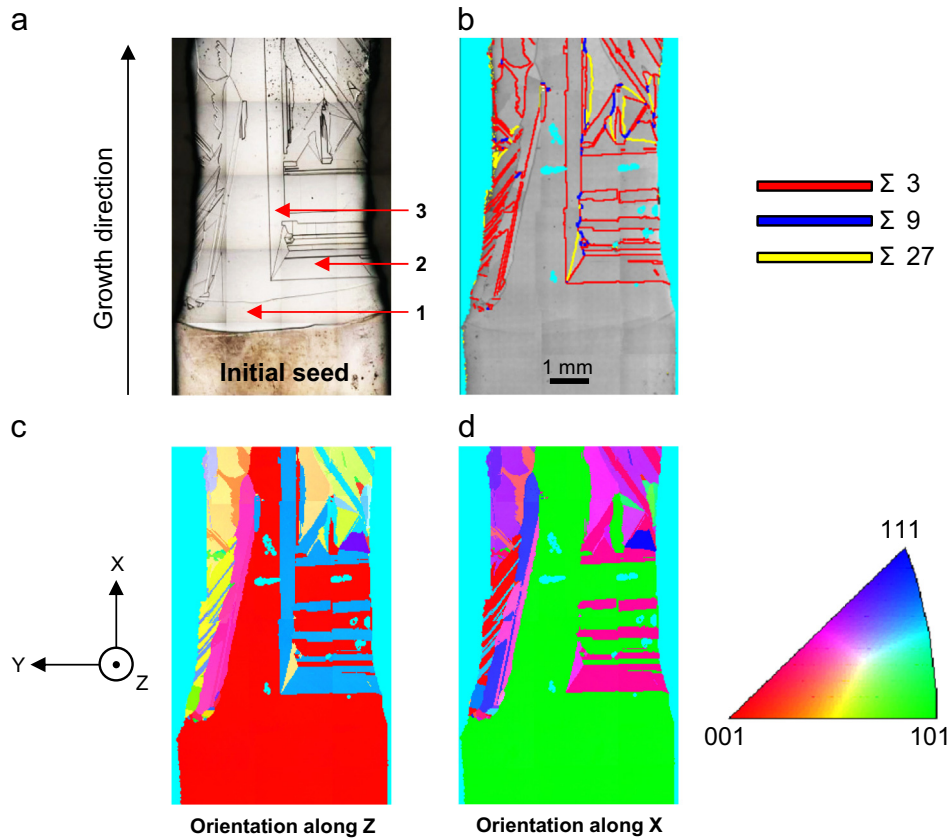 a
b
Growth direction
3
2
1
Initial seed
1 mm
Σ 3
Σ 9
Σ 27
c
d
X
Y
Z
111
001
101
Orientation along Z
Orientation along X